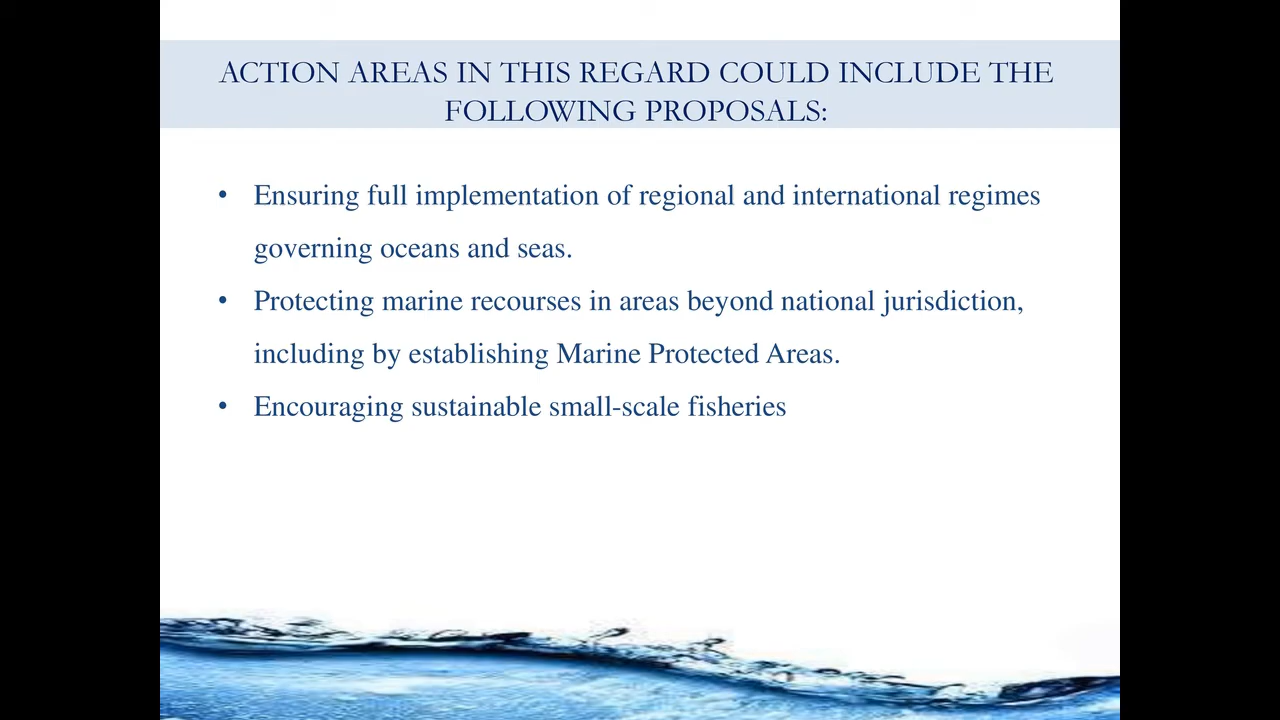 ACTION AREAS IN THIS REGARD COULD INCLUDE THE
FOLLOWING PROPOSALS:
• Ensuring full implementation of regional and international regimes
governing oceans and seas.
• Protecting marine recourses in areas beyond national jurisdiction,
including by establishing Marine Protected Areas.
• Encouraging sustainable small-scale fisheries